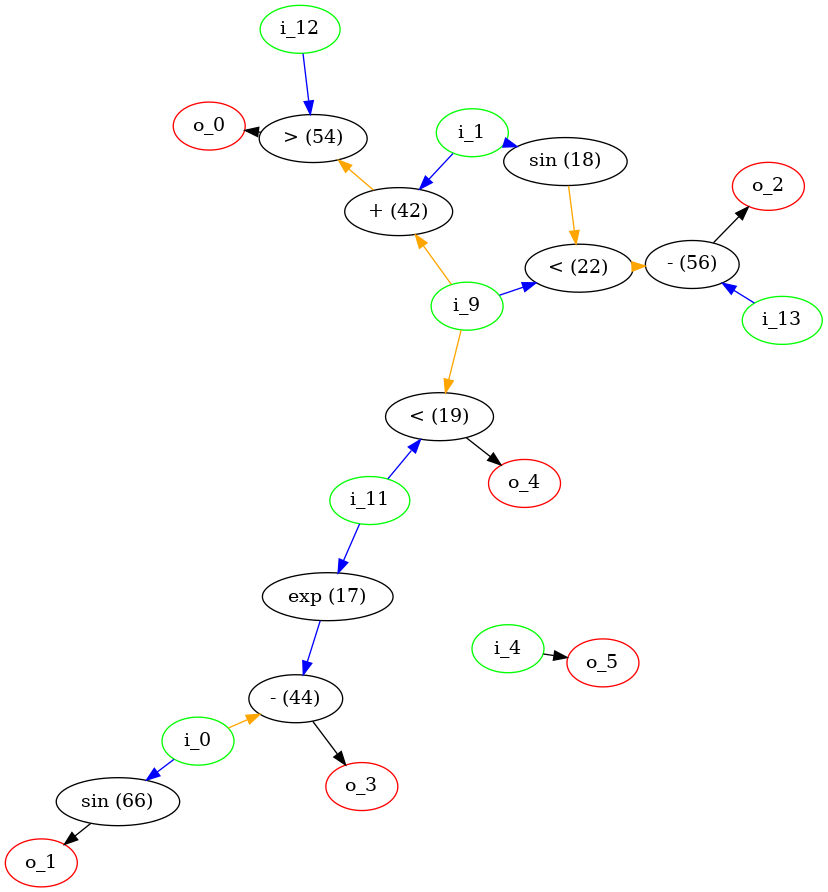 i_12
o_0
> (54)
i_1
sin (18)
o_2
+ (42)
< (22)
- (56)
i_9
i_13
< (19)
o_4
i_11
exp (17)
i_4
o_5
- (44)
i_0
o_3
sin (66)
o_1